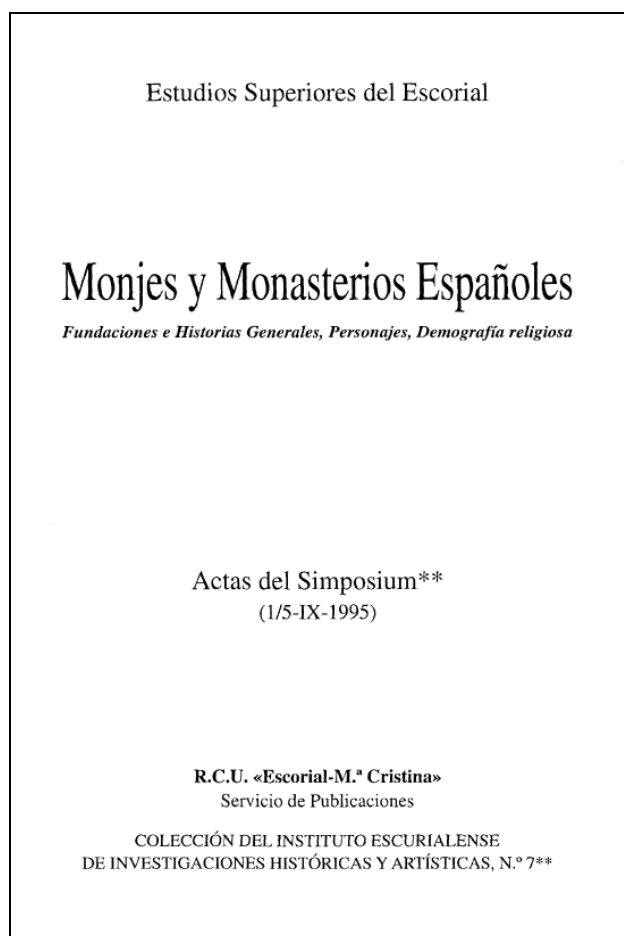 Estudios Superiores del Escorial
Monjes y Monasterios Españoles
Fundaciones e Historias Generales, Personajes, Demografía religiosa
Actas del Simposium**
(1/5-IX-1995)
R.C.U. «Escorial-M.ª Cristina»
Servicio de Publicaciones
COLECCIÓN DEL INSTITUTO ESCURIALENSE
DE INVESTIGACIONES HISTÓRICAS Y ARTÍSTICAS, N.º 7**